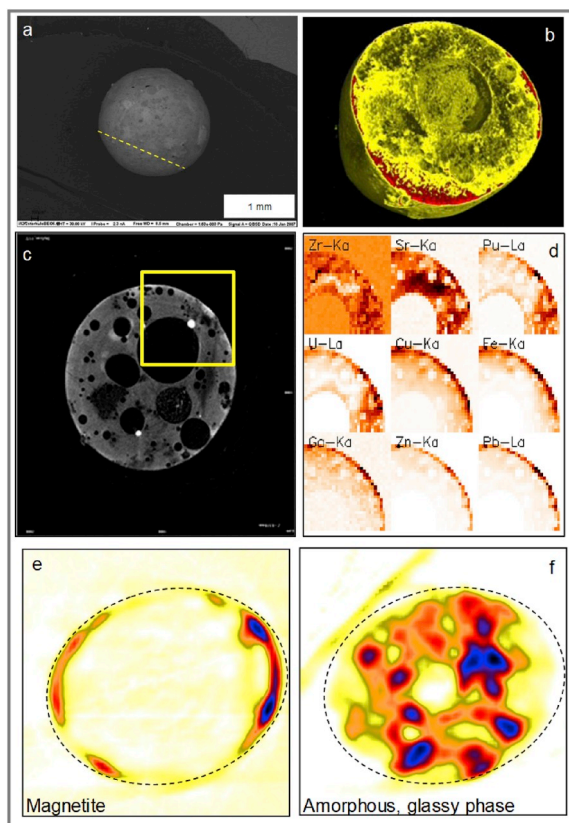 a
b
1 mm
c
d
Zr-Ka Sr-Ka Pu-La
U-La Cu-Ka Fe-Ka
Ga-Ka Zn-Ka Pb-La
e
f
Magnetite
Amorphous, glassy phase